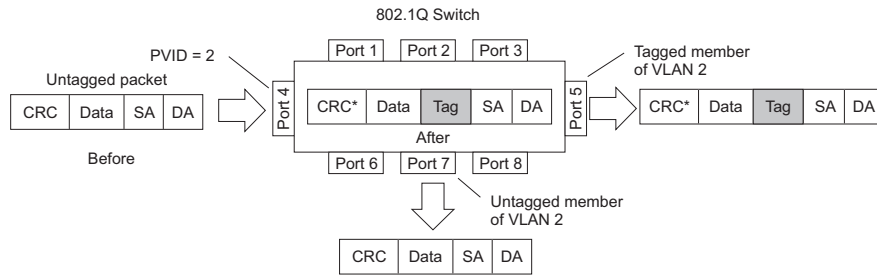 802.1Q Switch
PVID = 2
Port 1
Port 2
Port 3
Tagged member
of VLAN 2
Untagged packet
CRC Data SA DA
Before
Port 4
CRC* Data Tag SA DA
After
Port 5
CRC* Data Tag SA DA
Port 6
Port 7
Port 8
Untagged member
of VLAN 2
CRC Data SA DA